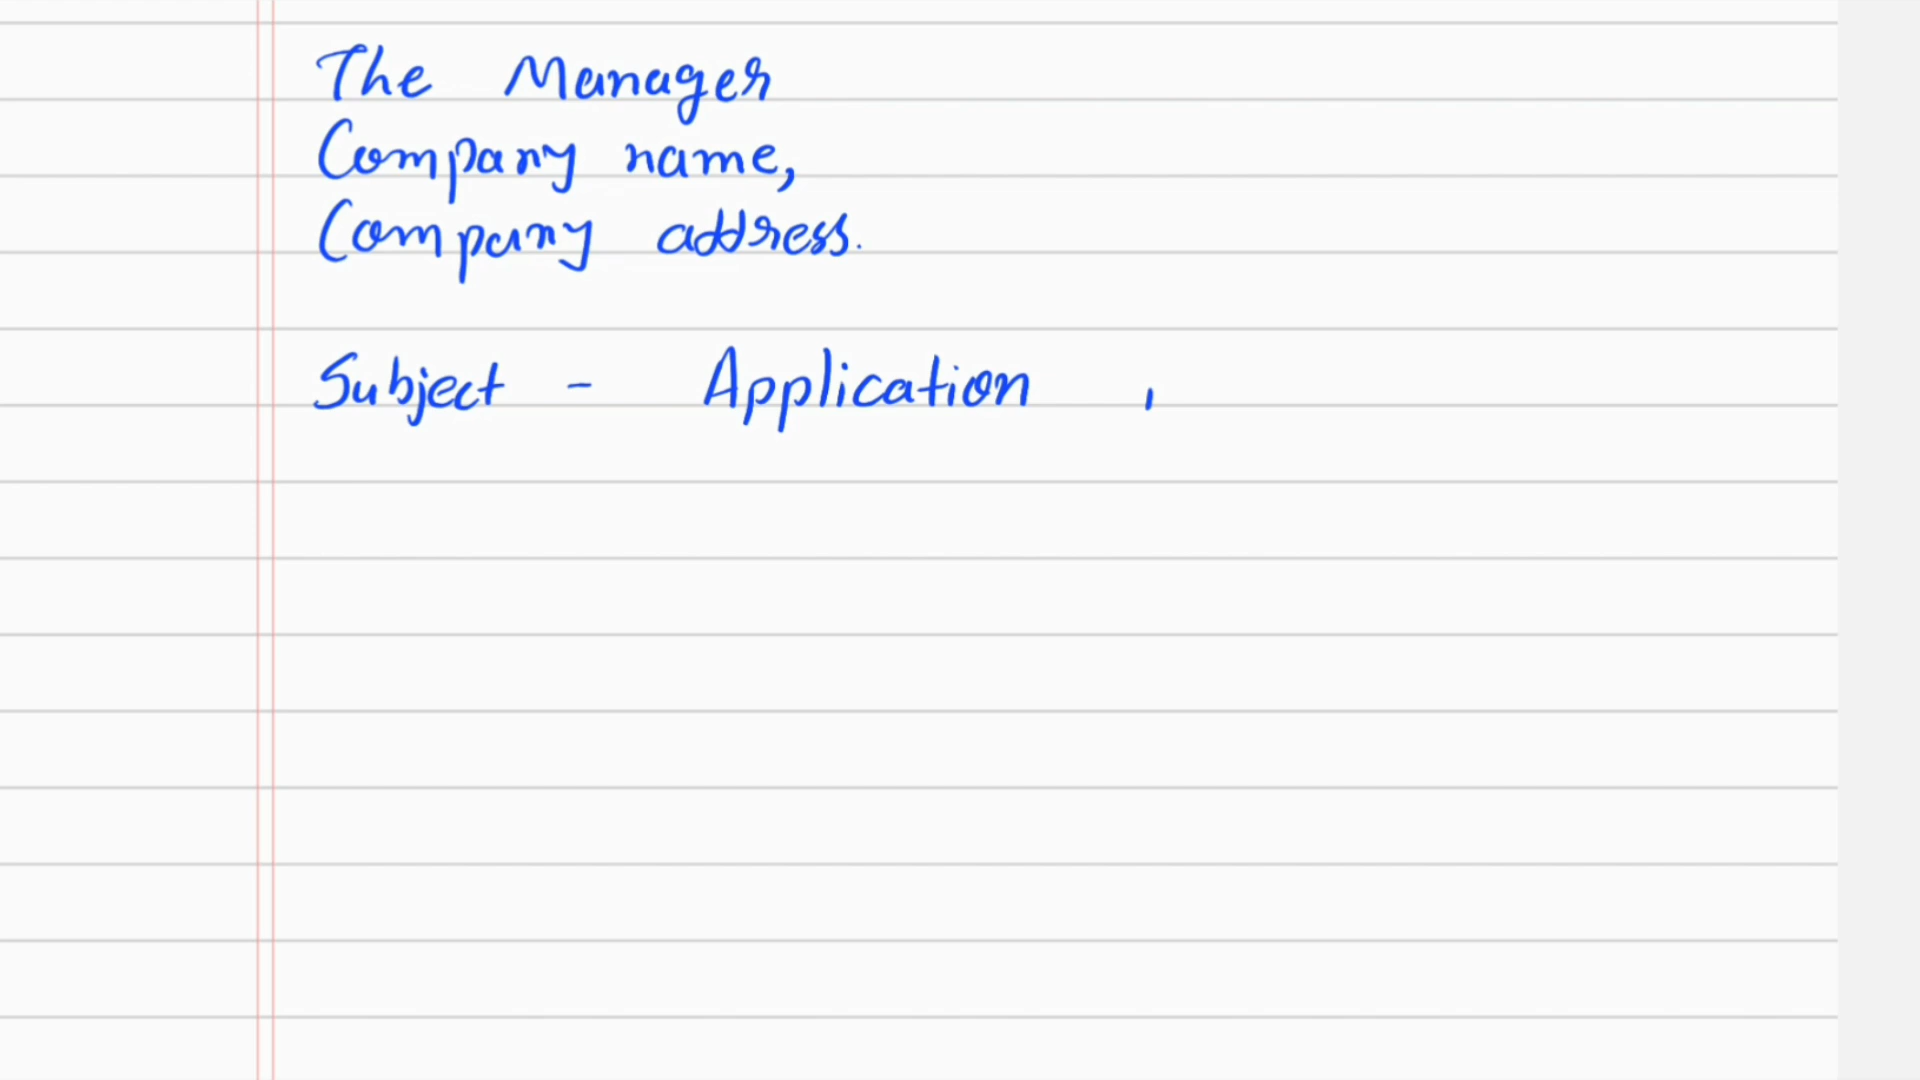 The Manager
Company name,
Company address.
Subject - Application